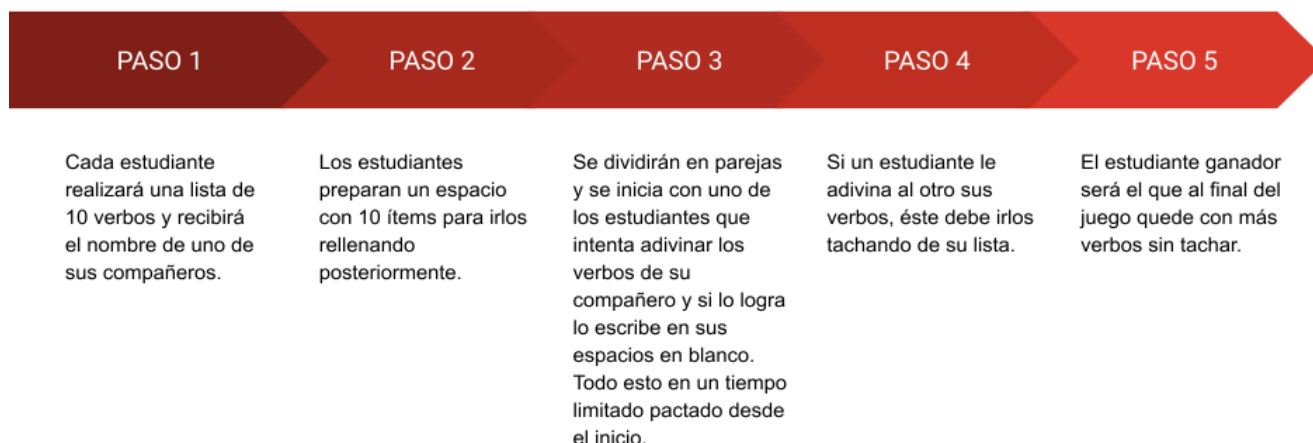 PASO 1
PASO 2
PASO 3
PASO 4
PASO 5
Cada estudiante
realizará una lista de
10 verbos y recibirá
el nombre de uno de
sus compañeros.
Los estudiantes
preparan un espacio
con 10 ítems para irlos
rellenando
posteriormente.
Se dividirán en parejas
y se inicia con uno de
los estudiantes que
intenta adivinar los
verbos de su
compañero y si lo logra
lo escribe en sus
espacios en blanco.
Todo esto en un tiempo
limitado pactado desde
el inicio.
Si un estudiante le
adivina al otro sus
verbos, éste debe irlos
tachando de su lista.
El estudiante ganador
será el que al final del
juego quede con más
verbos sin tachar.